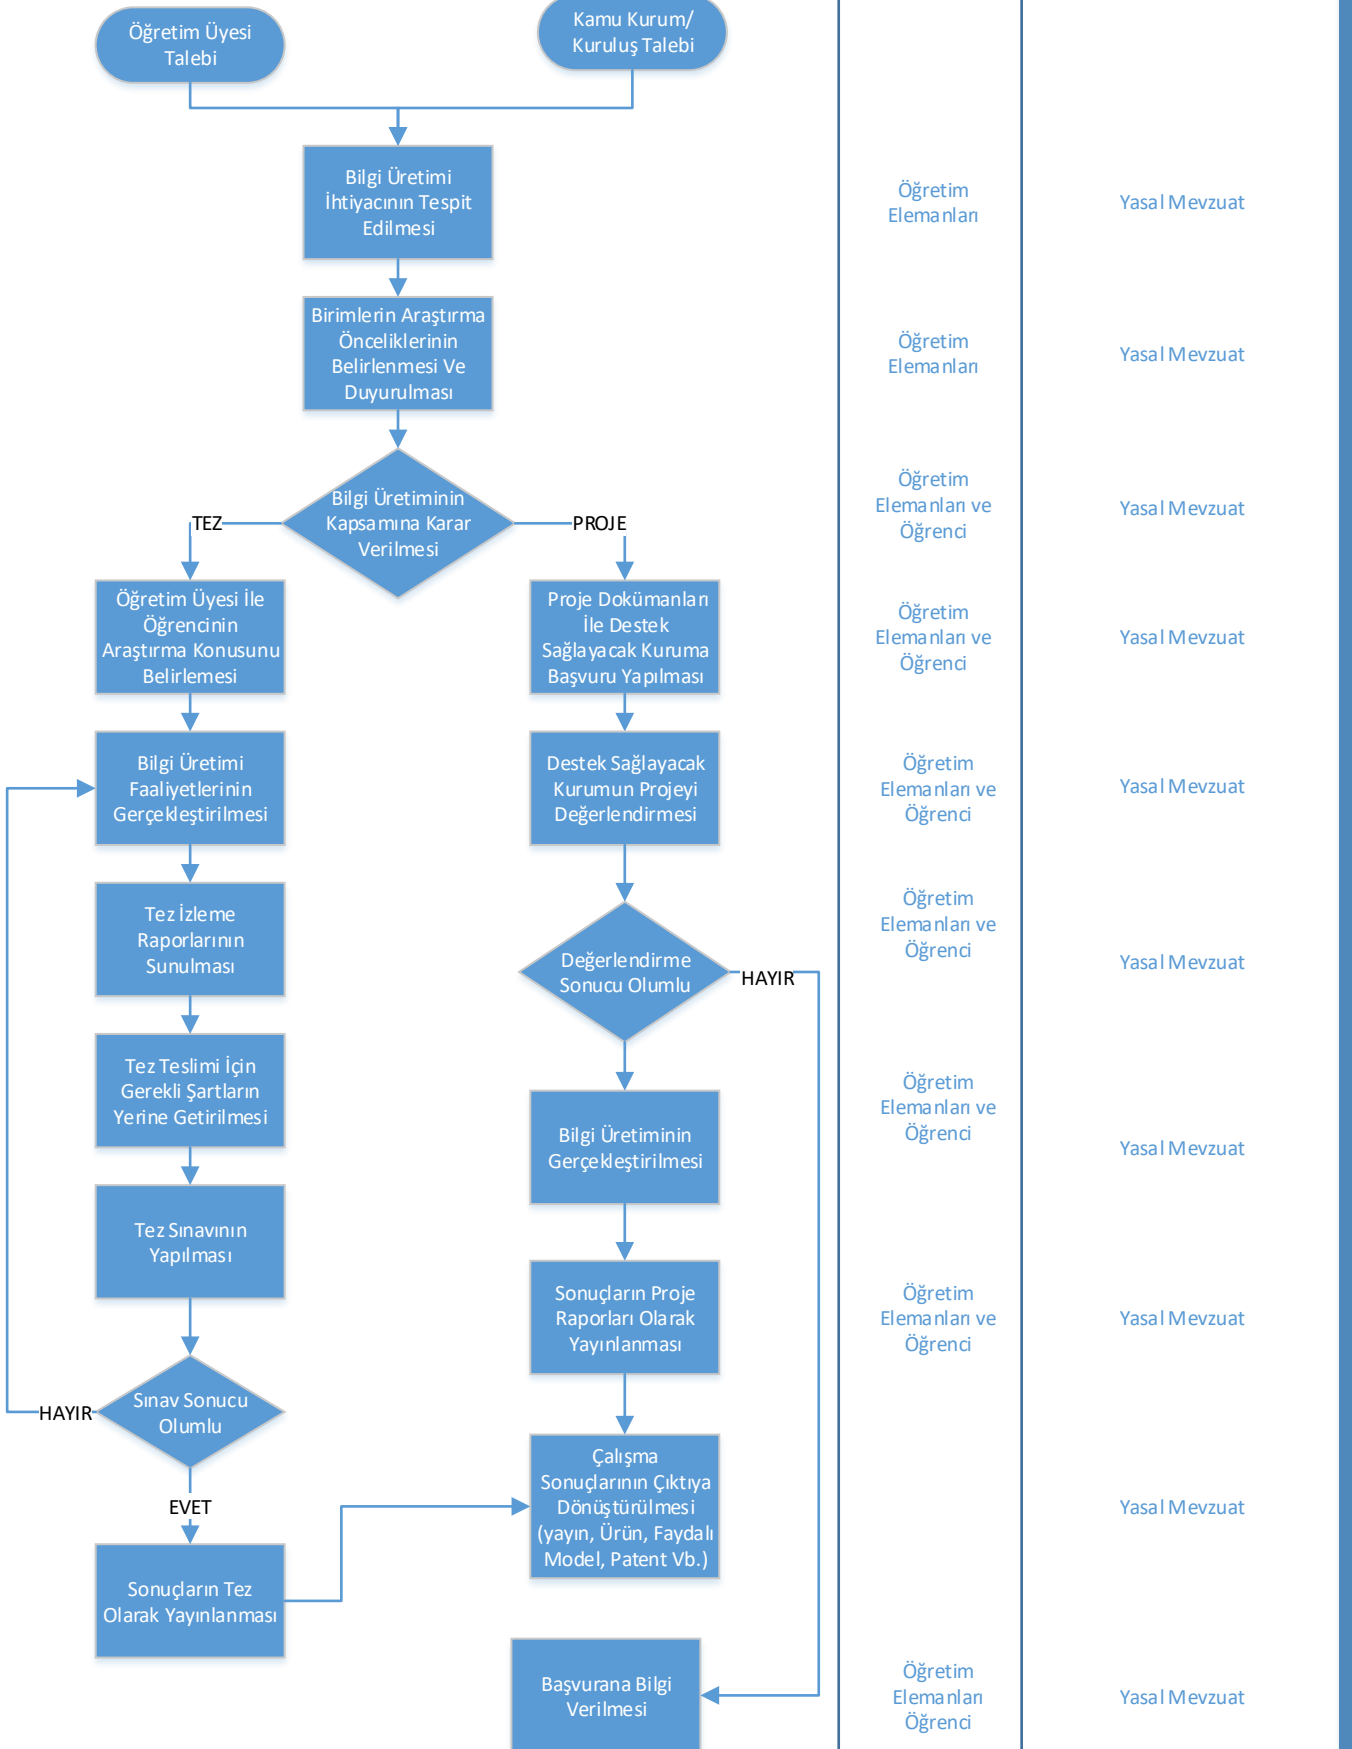 Öğretim Üyesi
Talebi
Kamu Kurum/
Kuruluş Talebi
Bilgi Üretimi
İhtiyacının Tespit
Edilmesi
Öğretim
Elemanları
Yasal Mevzuat
Birimlerin Araştırma
Önceliklerinin
Belirlenmesi Ve
Duyurulması
Öğretim
Elemanları
Yasal Mevzuat
Bilgi Üretiminin
Kapsamına Karar
Verilmesi
TEZ
PROJE
Öğretim
Elemanları ve
Öğrenci
Yasal Mevzuat
Öğretim Üyesi İle
Öğrencinin
Araştırma Konusunu
Belirlemesi
Proje Dokümanları
İle Destek
Sağlayacak Kuruma
Başvuru Yapılması
Öğretim
Elemanları ve
Öğrenci
Yasal Mevzuat
Bilgi Üretimi
Faaliyetlerinin
Gerçekleştirilmesi
Destek Sağlayacak
Kurumun Projeyi
Değerlendirmesi
Öğretim
Elemanları ve
Öğrenci
Yasal Mevzuat
Tez İzleme
Raporlarının
Sunulması
Değerlendirme
Sonucu Olumlu
HAYIR
Öğretim
Elemanları ve
Öğrenci
Yasal Mevzuat
Tez Teslimi İçin
Gerekli Şartların
Yerine Getirilmesi
Bilgi Üretiminin
Gerçekleştirilmesi
Öğretim
Elemanları ve
Öğrenci
Yasal Mevzuat
Tez Sınavının
Yapılması
Sonuçların Proje
Raporları Olarak
Yayınlanması
Öğretim
Elemanları ve
Öğrenci
Yasal Mevzuat
Sınav Sonucu
Olumlu
HAYIR
EVET
Çalışma
Sonuçlarının Çıktıya
Dönüştürülmesi
(yayın, Ürün, Faydalı
Model, Patent Vb.)
Yasal Mevzuat
Sonuçların Tez
Olarak Yayınlanması
Başvurana Bilgi
Verilmesi
Öğretim
Elemanları
Öğrenci
Yasal Mevzuat